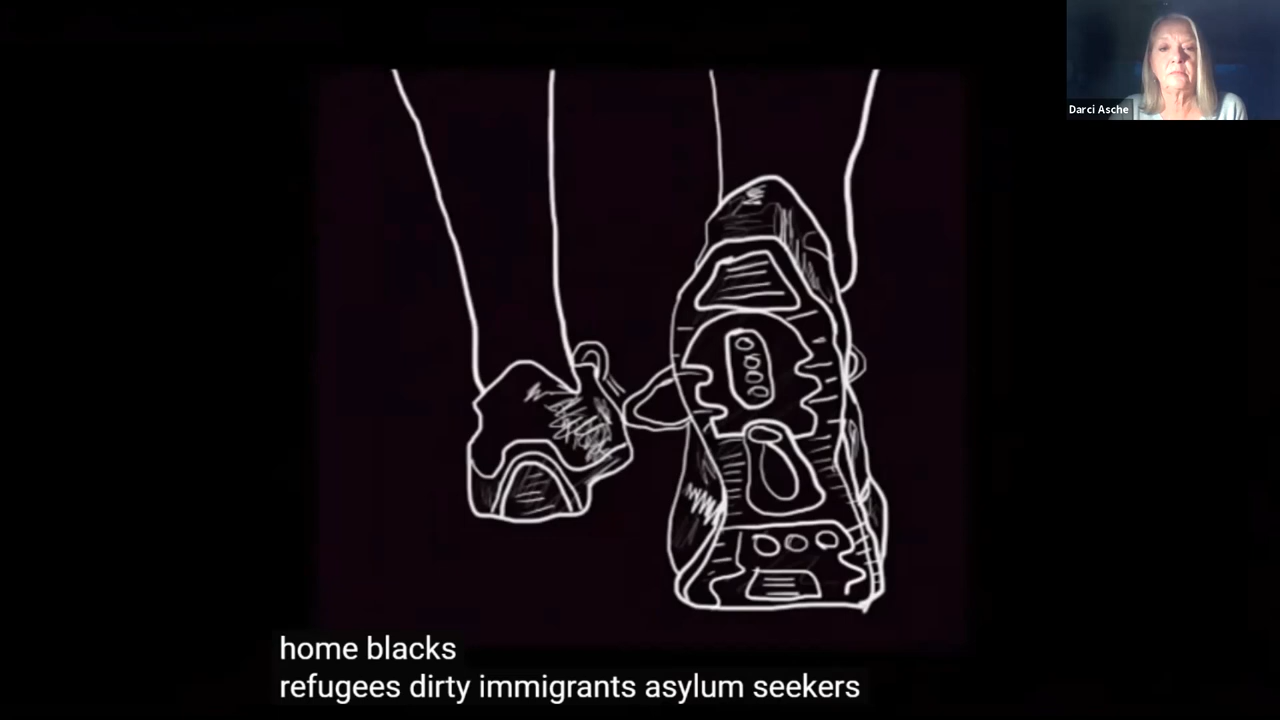 Darci Asche
home blacks
refugees dirty immigrants asylum seekers